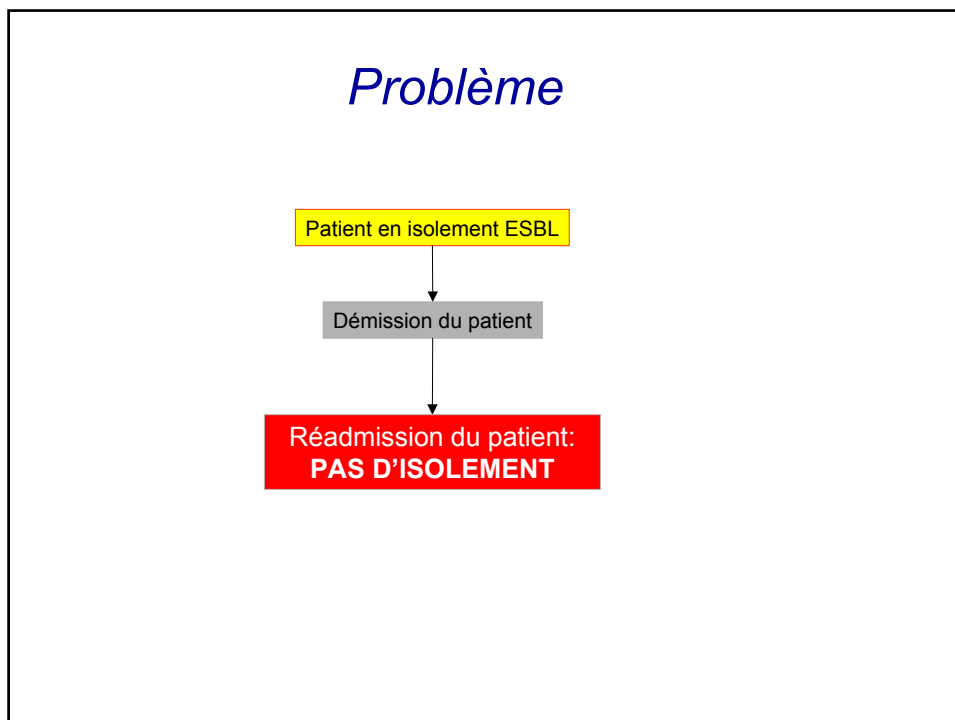 Problème
Patient en isolement ESBL
Démission du patient
Réadmission du patient:
PAS D'ISOLEMENT